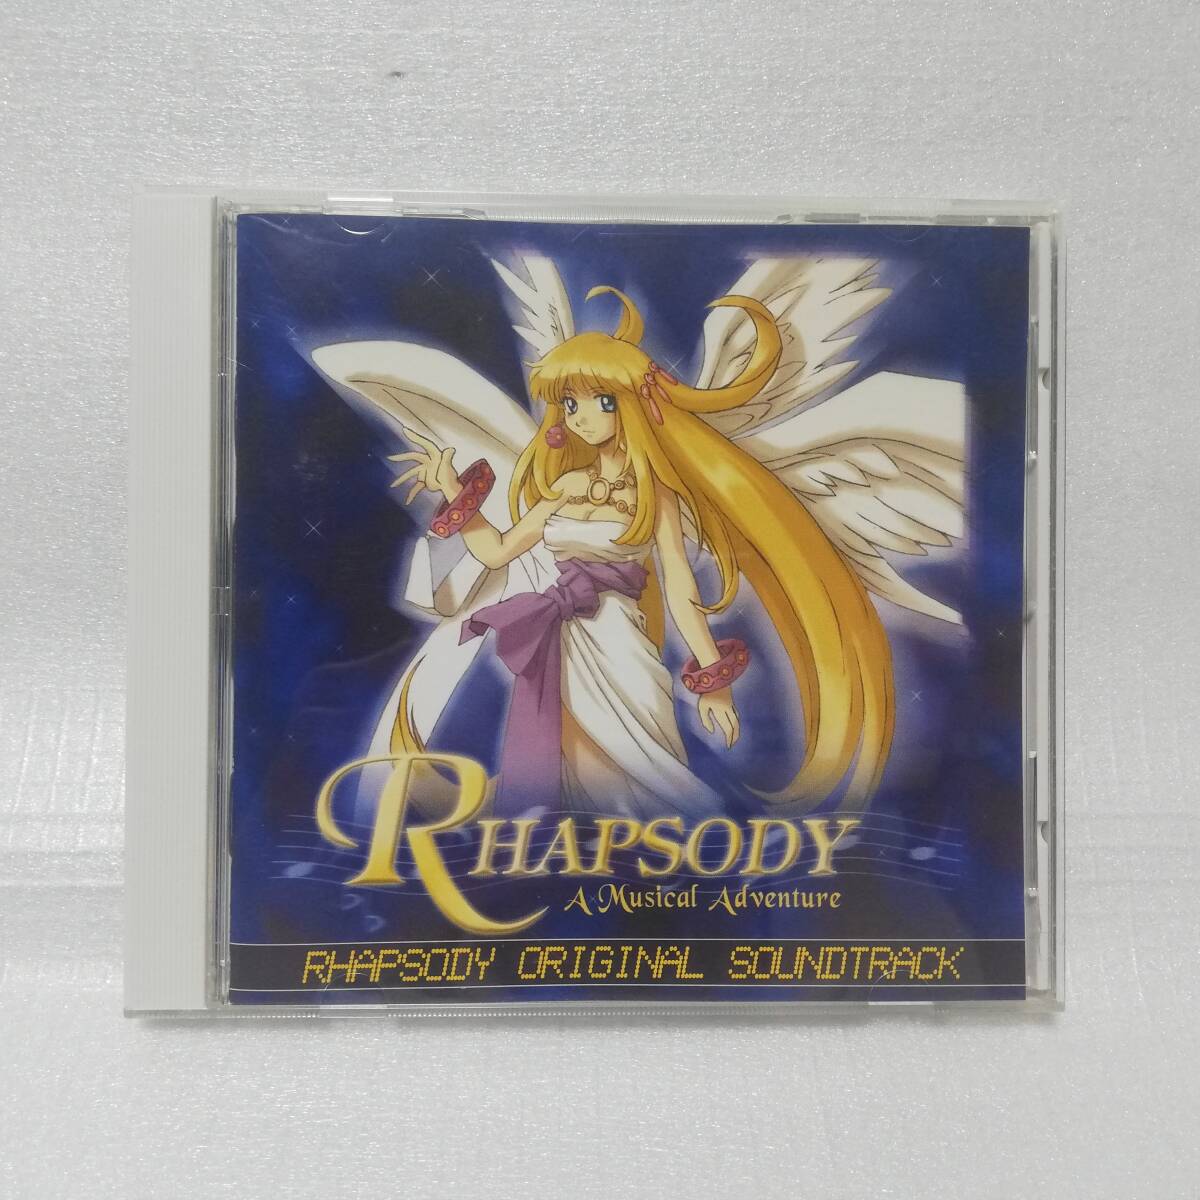 RHAPSODY
A Musical Adventure
RHAPSODY ORIGINAL SOUNDTRACK